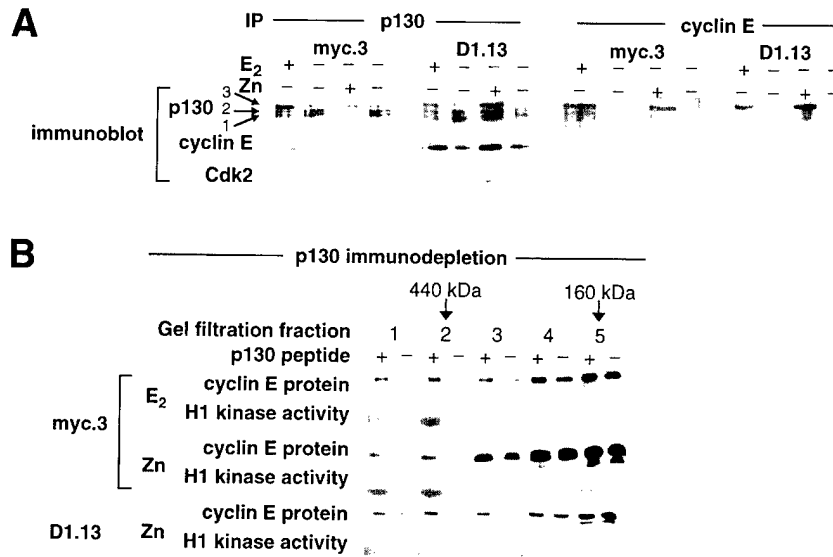 A
IP p130 cyclin E
myc.3 D1.13 myc.3 D1.13
E2 + − − − + − − − + − − − + − − −
Zn − − + − − − + − − − + − − − + −
immunoblot
p130 3 2 1
cyclin E
Cdk2
B
p130 immunodepletion
440 kDa 160 kDa
Gel filtration fraction 1 2 3 4 5
p130 peptide + − + − + − + − + −
myc.3 E2 cyclin E protein
H1 kinase activity
Zn cyclin E protein
H1 kinase activity
D1.13 Zn cyclin E protein
H1 kinase activity